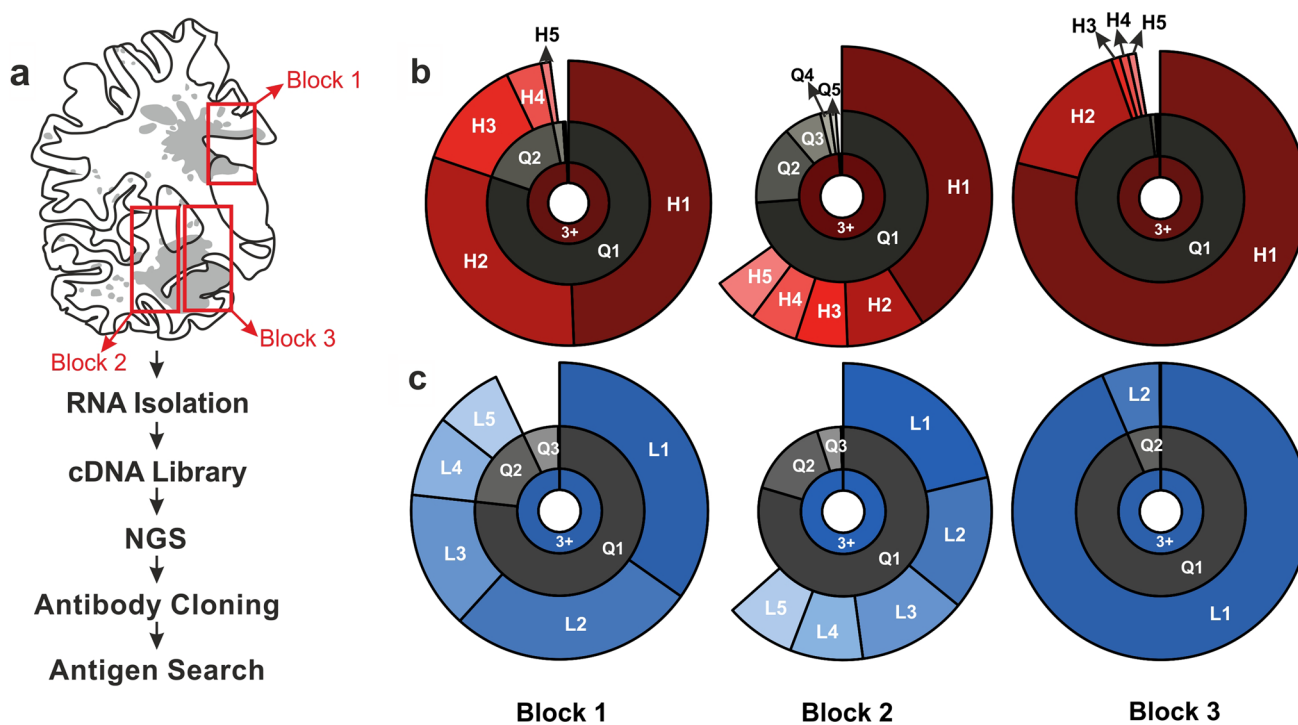 a
Block 1
Block 2
Block 3
RNA Isolation
cDNA Library
NGS
Antibody Cloning
Antigen Search
b
H5
H4
H3
Q2
H1
3+
Q1
H2
Q4
Q5
Q3
Q2
H1
3+
Q1
H5
H4
H3
H2
H3
H4
H5
H2
3+
Q1
H1
c
L5
Q3
L1
Q2
L4
3+
Q1
L3
L2
Q3
L1
Q2
3+
Q1
L2
L5
L4
L3
L2
Q2
3+
Q1
L1
Block 1
Block 2
Block 3